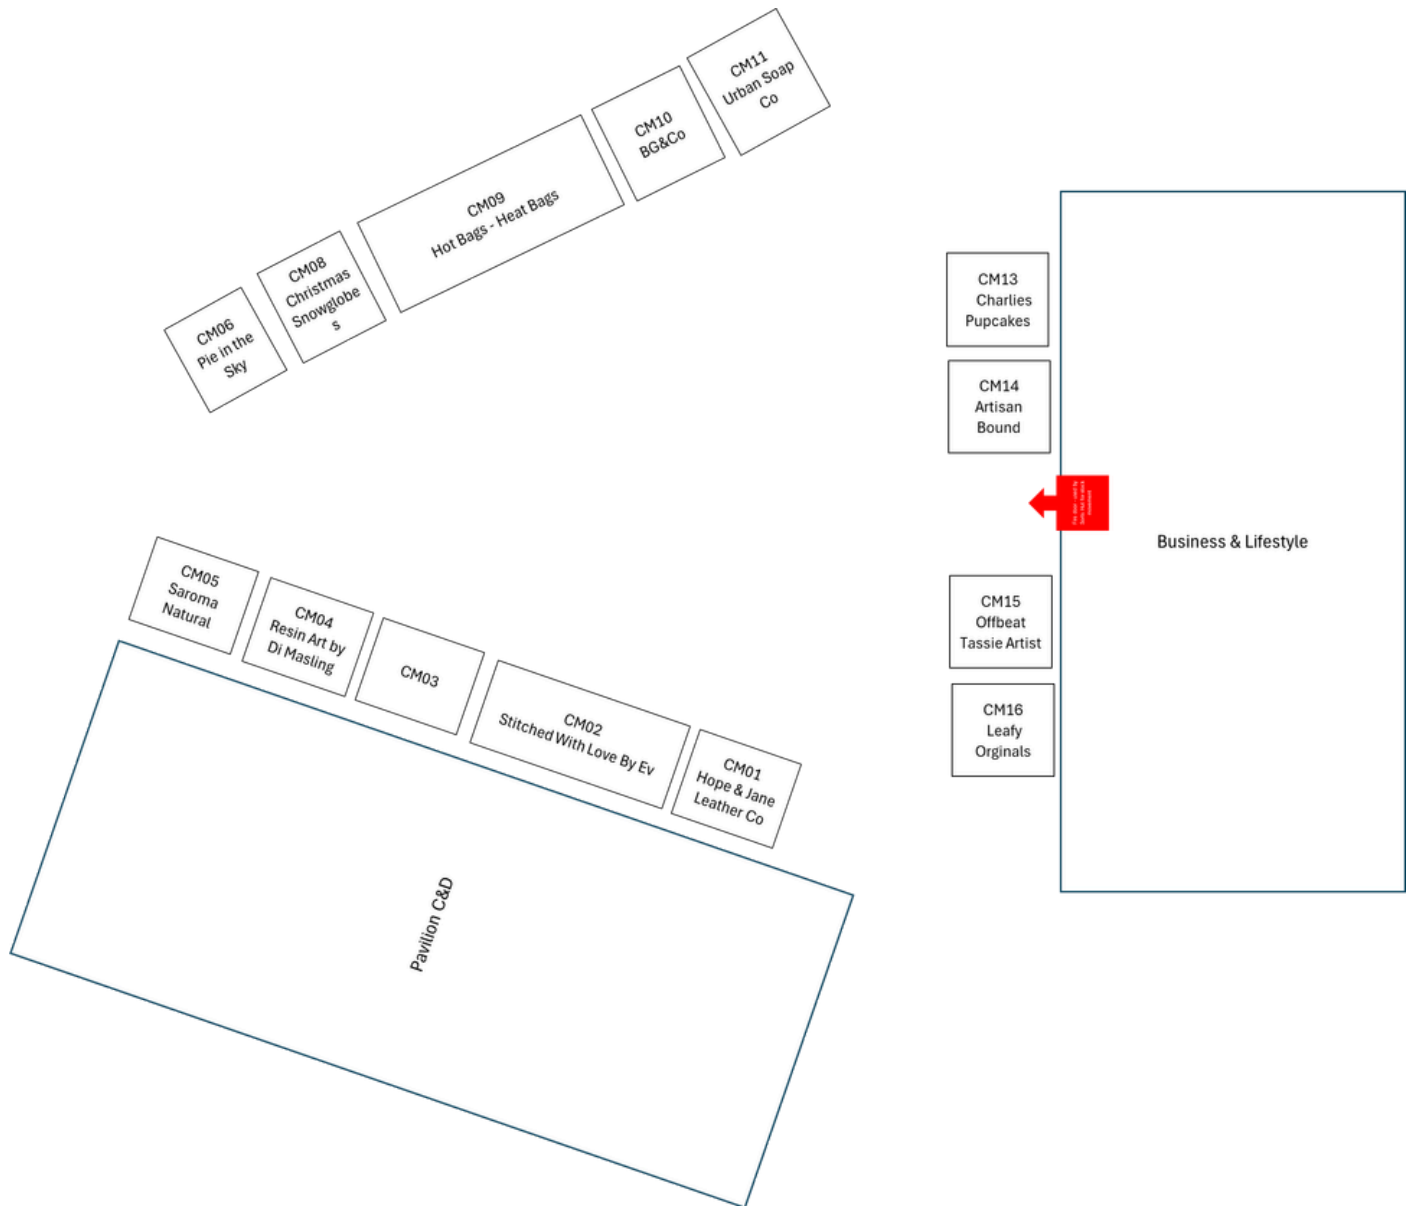 CM11
Urban Soap
Co
CM10
BG&Co
CM09
Hot Bags - Heat Bags
CM08
Christmas
Snowglobe
s
CM06
Pie in the
Sky
CM13
Charlies
Pupcakes
CM14
Artisan
Bound
Business & Lifestyle
CM15
Offbeat
Tassie Artist
CM16
Leafy
Orginals
CM05
Saroma
Natural
CM04
Resin Art by
Di Masling
CM03
CM02
Stitched With Love By Ev
CM01
Hope & Jane
Leather Co
Pavilion C&D